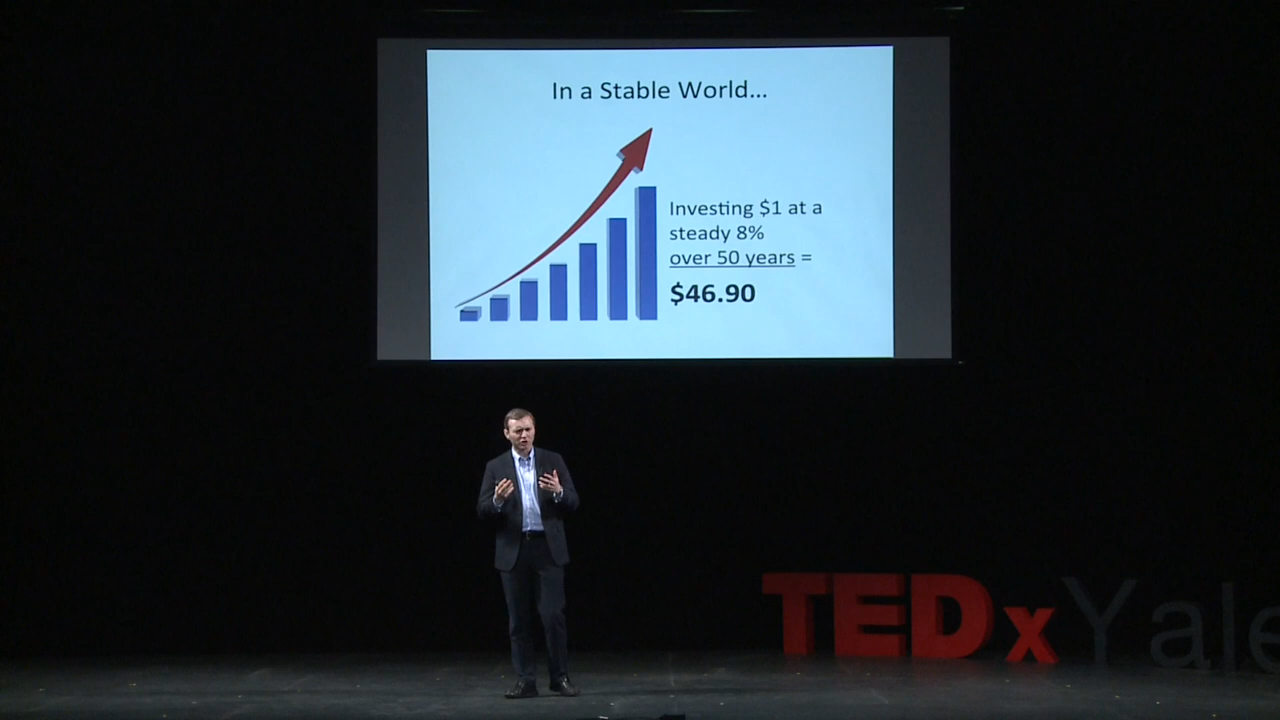 In a Stable World...
Investing $1 at a
steady 8%
over 50 years =
$46.90
TEDxYale